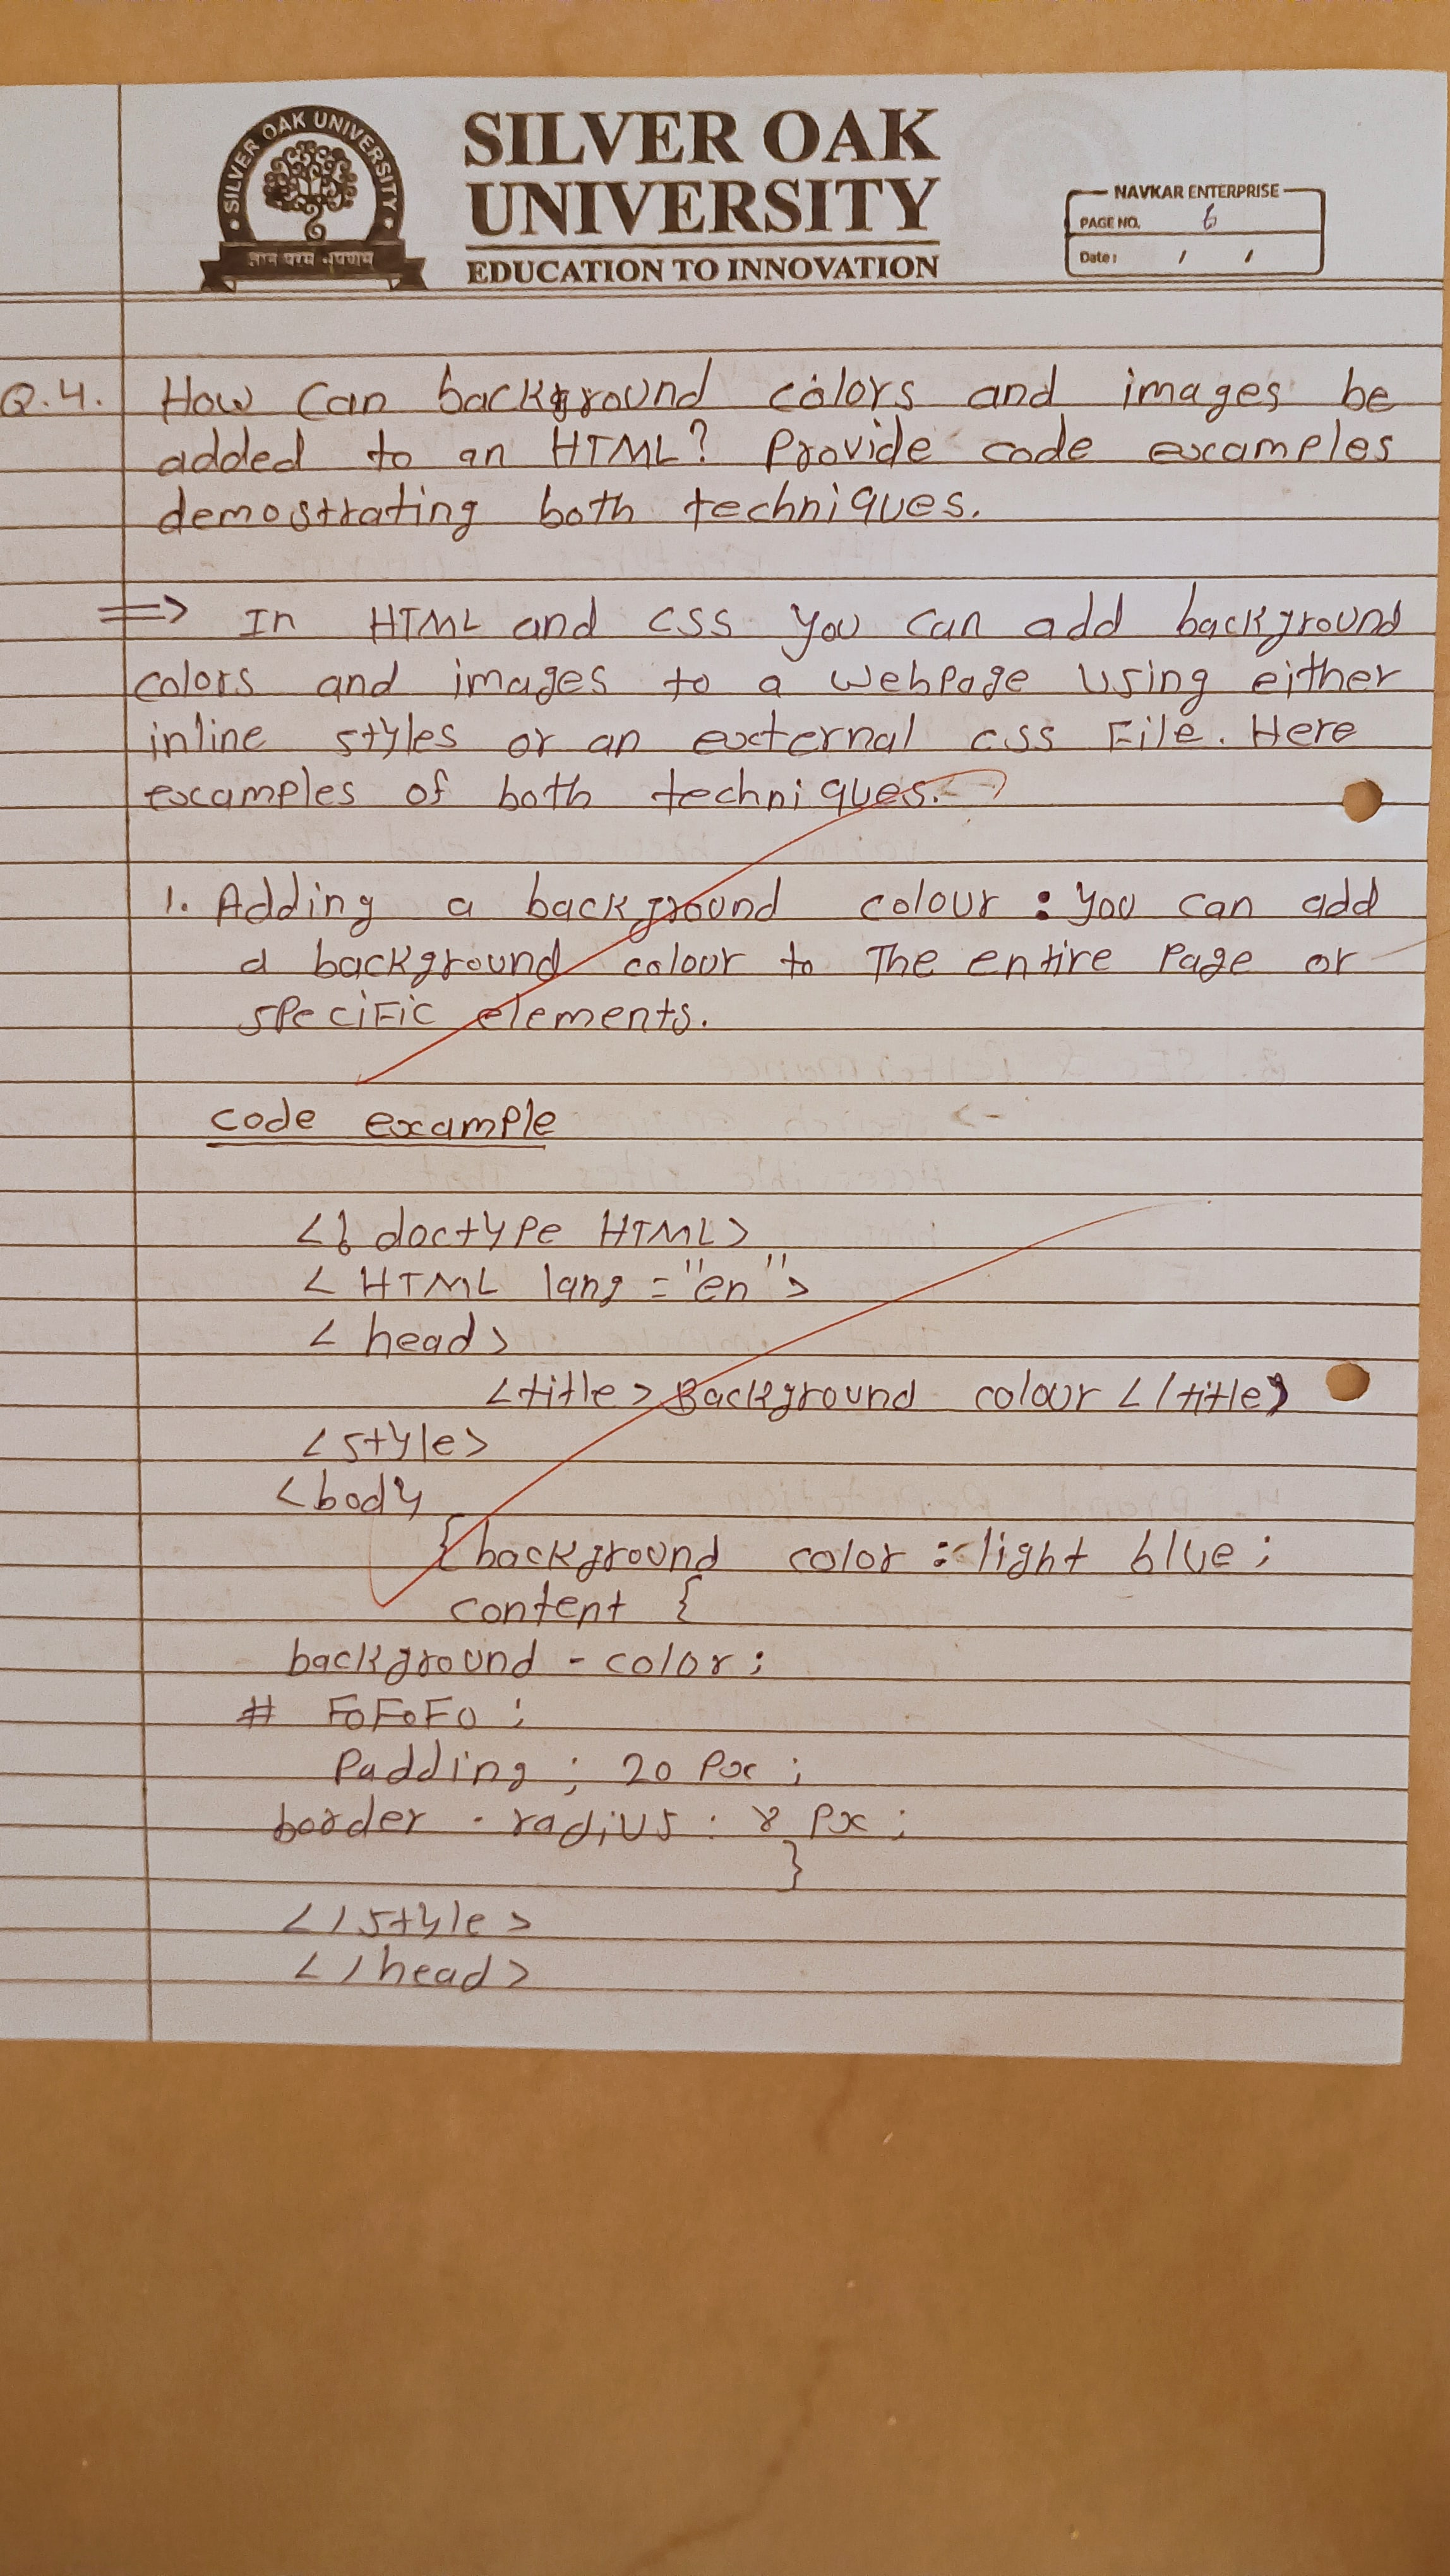 SILVER OAK UNIVERSITY
ज्ञान परम भूषणम्
SILVER OAK
UNIVERSITY
EDUCATION TO INNOVATION
NAVKAR ENTERPRISE
PAGE NO. 6
Date: / /
Q.4. How Can background colors and images be
added to an HTML? Provide code examples
demostrating both techniques.
=> In HTML and CSS you can add background
colors and images to a webpage using either
inline styles or an external css File. Here
examples of both techniques.
1. Adding a background colour : you can add
a background colour to The entire Page or
specific elements.
code example
<! doctype HTML>
< HTML lang = "en">
< head>
<title> Background colour </title>
<style>
<body
{ background color : light blue ;
content {
background - color :
# F0F0F0 ;
Padding ; 20 Px ;
border - radius : 8 px ;
}
</style>
</head>